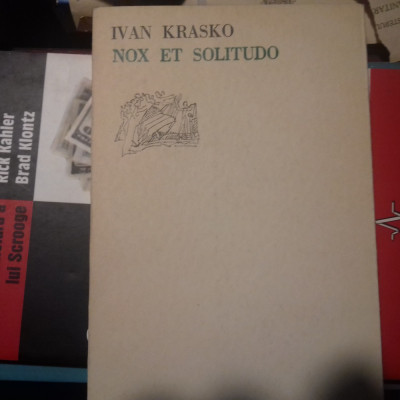 IVAN KRASKO
NOX ET SOLITUDO
Rick Kahler
Brad Klontz
lui Scrooge